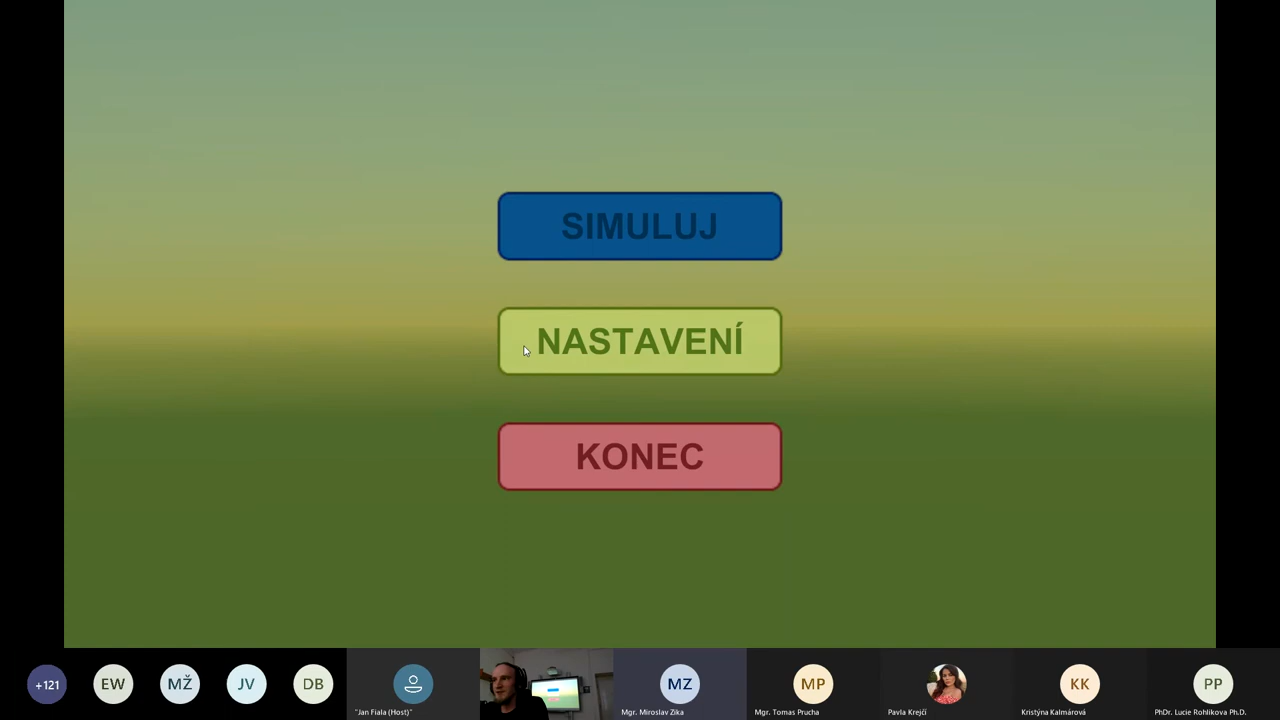 SIMULUJ
NASTAVENÍ
KONEC
+121
EW
MŽ
JV
DB
MZ
MP
KK
PP
"Jan Fiala (Host)"
Mgr. Miroslav Zika
Mgr. Tomas Prucha
Pavla Krejčí
Kristýna Kalmárová
PhDr. Lucie Rohlikova Ph.D.